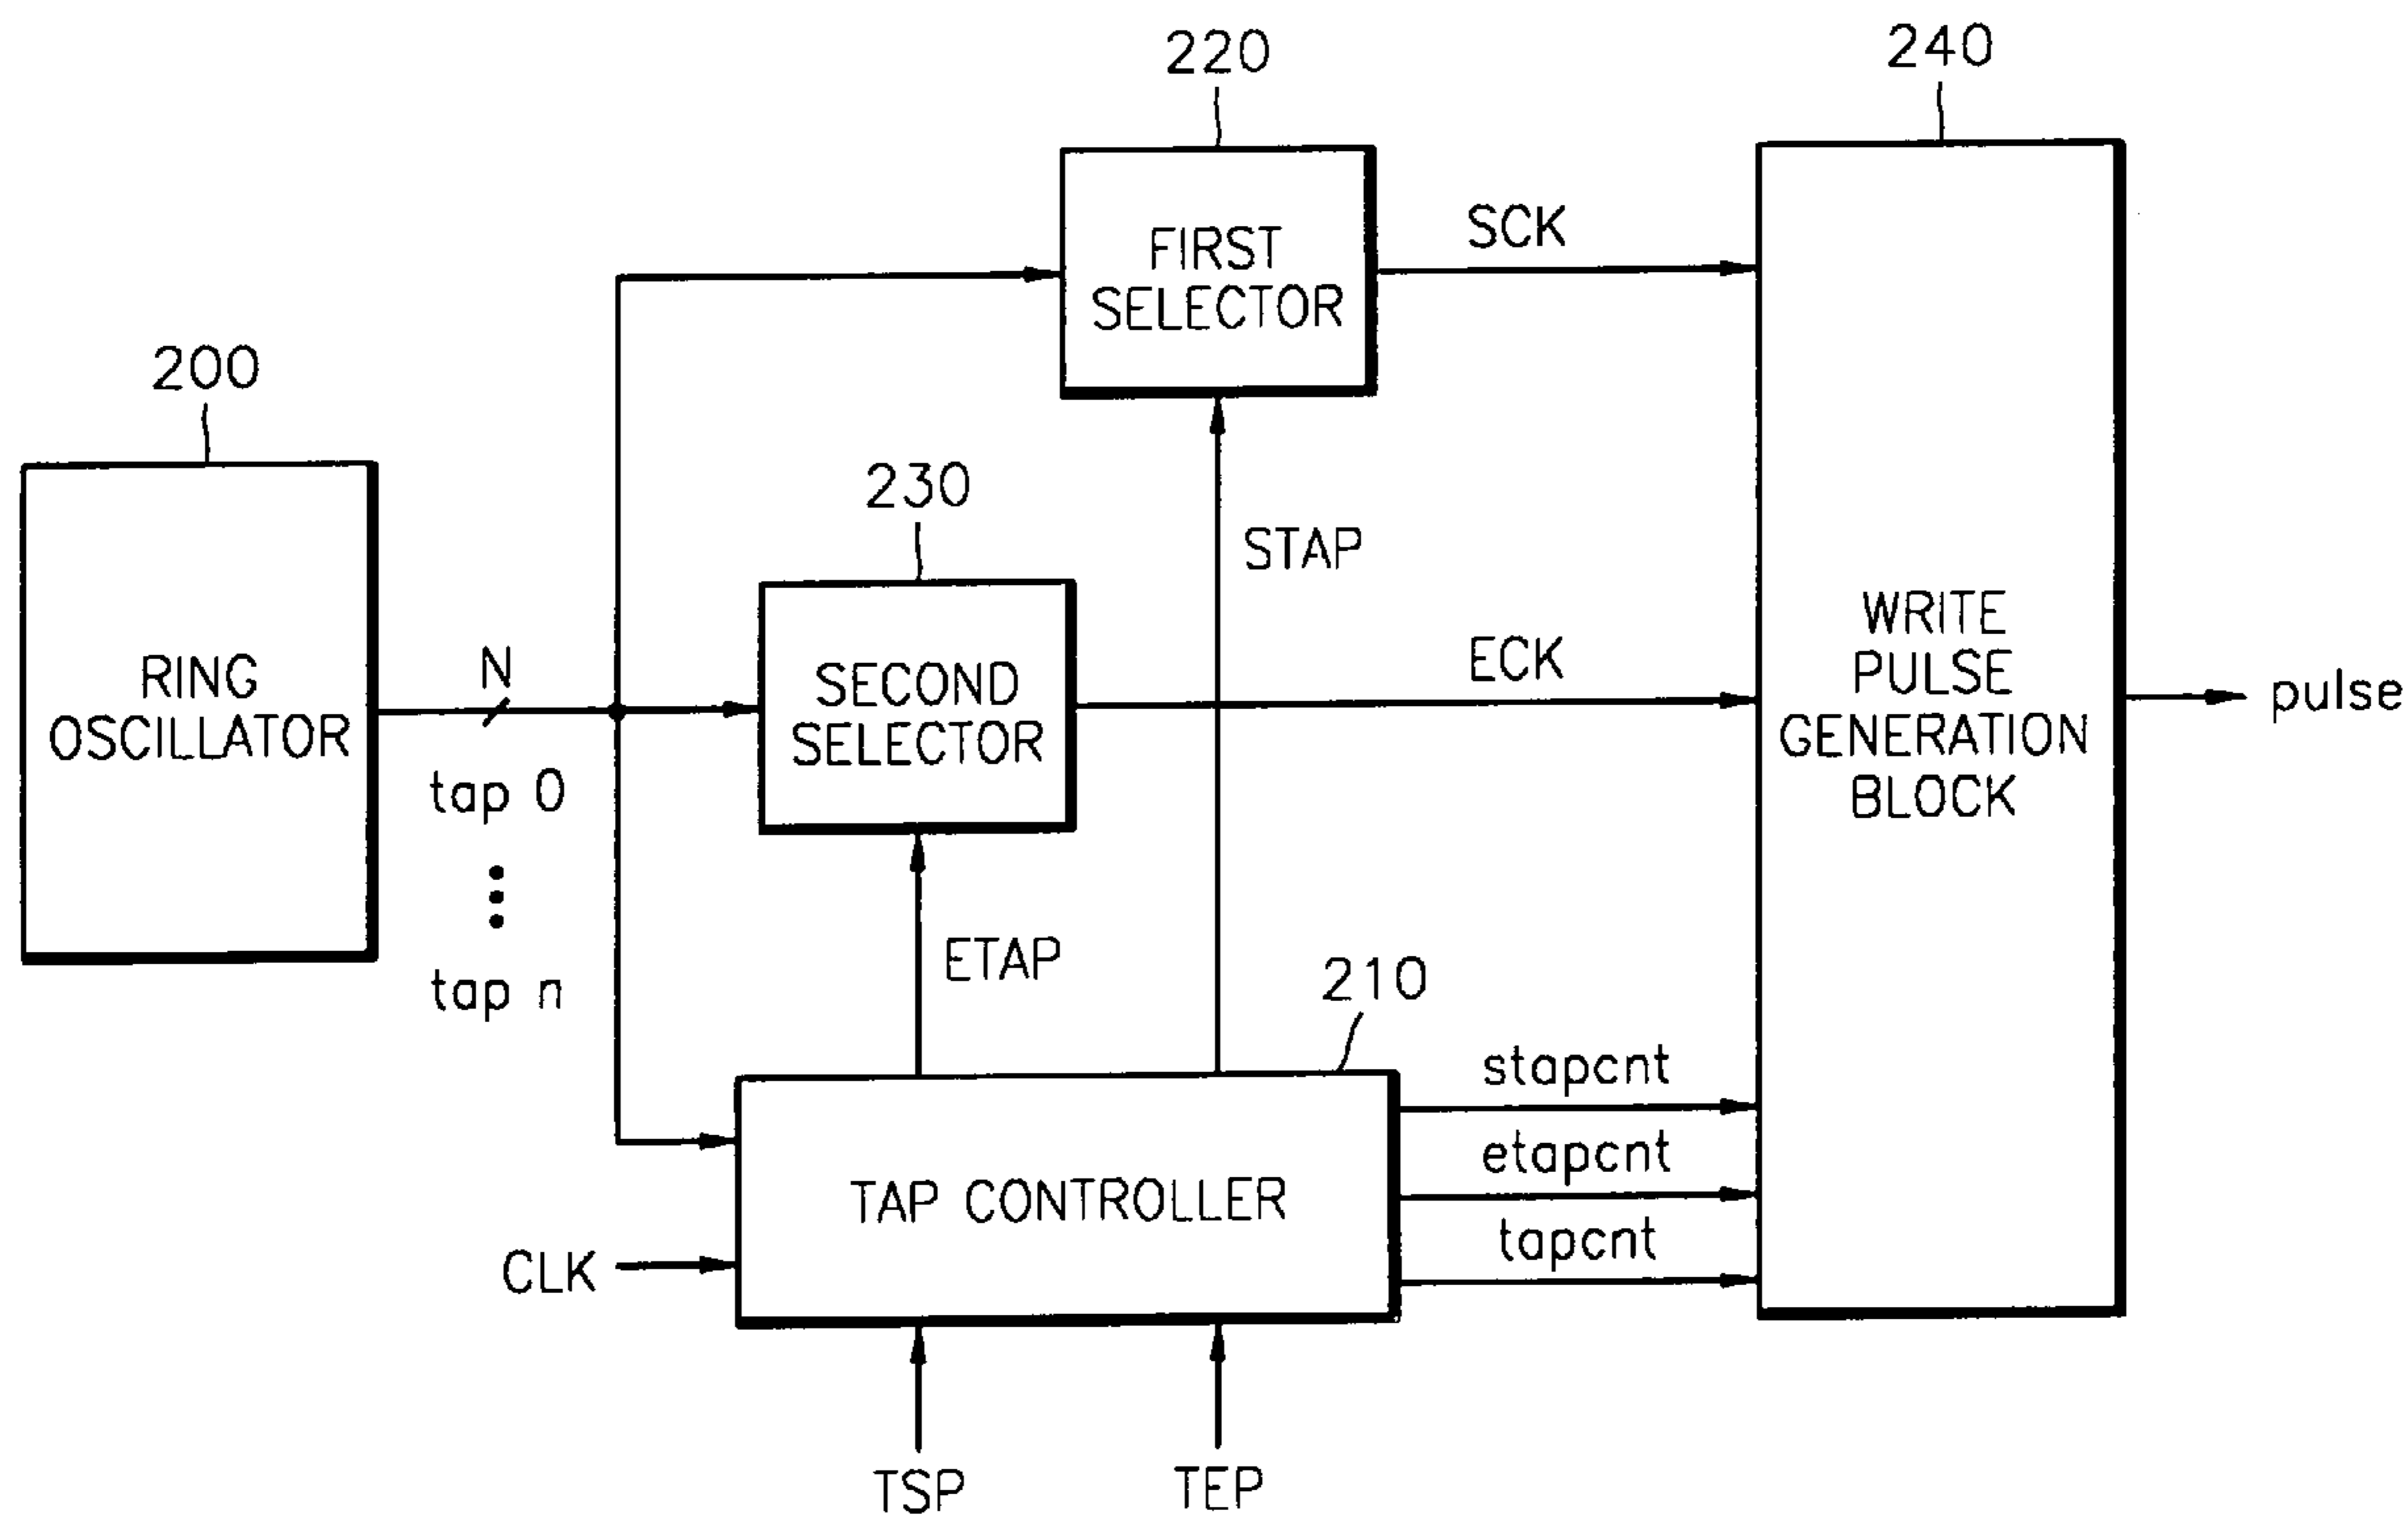 220
240
FIRST
SELECTOR
SCK
200
230
STAP
RING
OSCILLATOR
N
tap 0
tap n
SECOND
SELECTOR
ECK
WRITE
PULSE
GENERATION
BLOCK
pulse
ETAP
210
stapcnt
etapcnt
tapcnt
TAP CONTROLLER
CLK
TSP
TEP